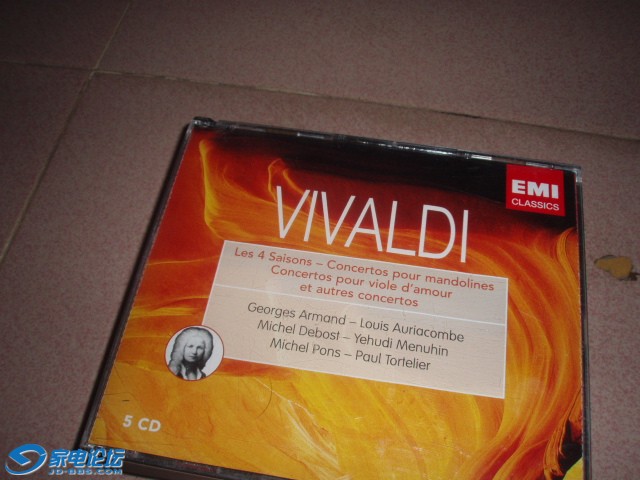 EMI
CLASSICS
VIVALDI
Les 4 Saisons – Concertos pour mandolines
Concertos pour viole d'amour
et autres concertos
Georges Armand – Louis Auriacombe
Michel Debost – Yehudi Menuhin
Michel Pons – Paul Tortelier
5 CD
家电论坛
JD-BBS.COM